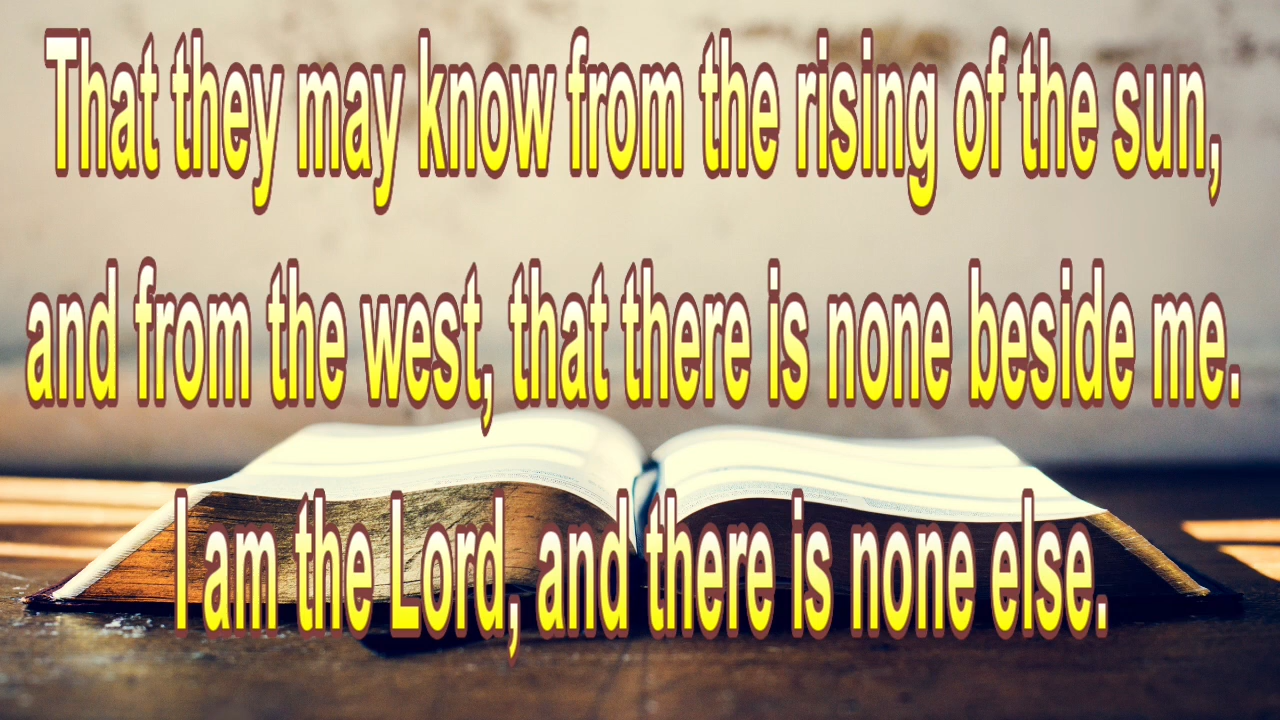 That they may know from the rising of the sun,
and from the west, that there is none beside me.
I am the Lord, and there is none else.